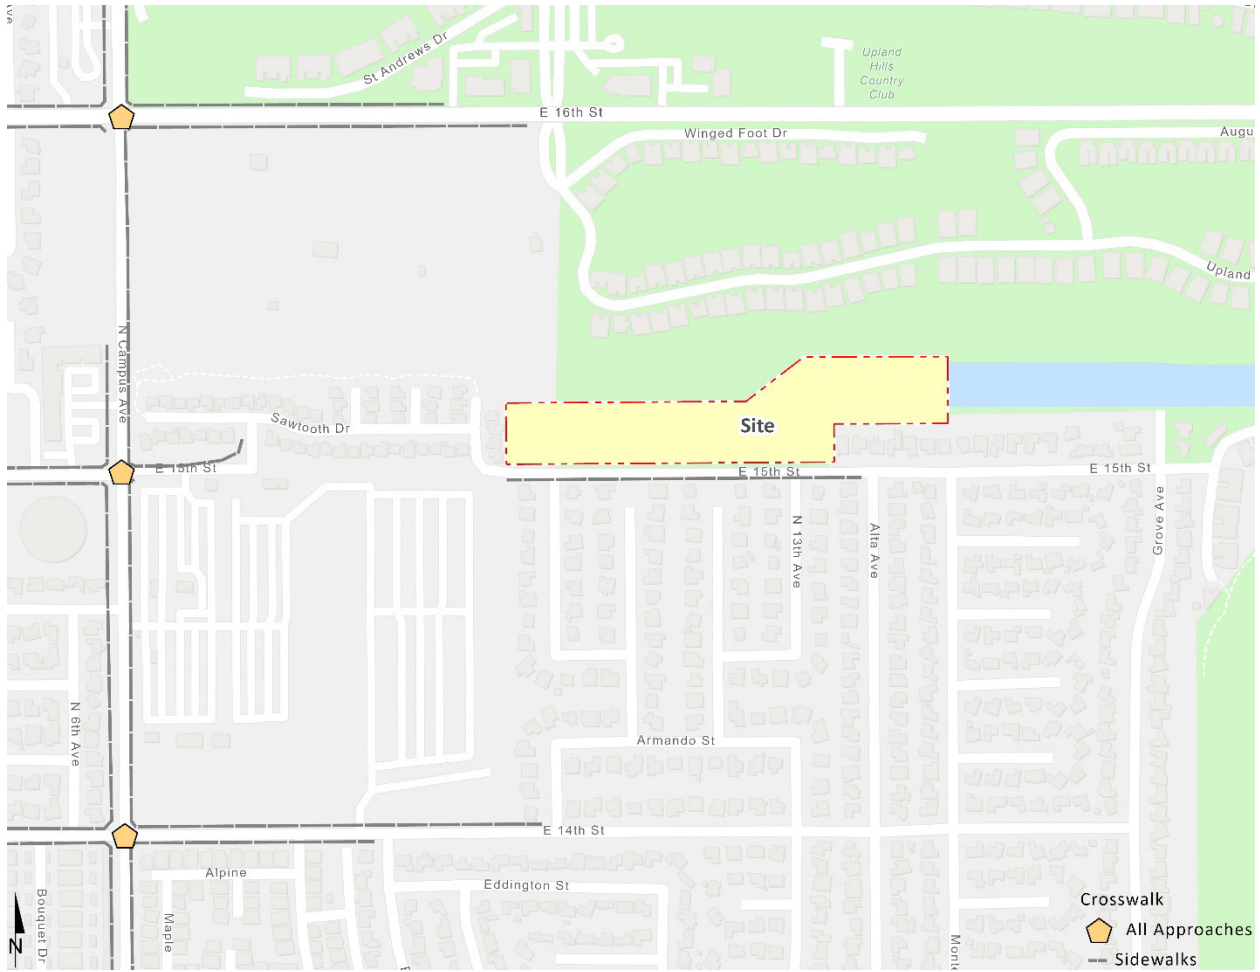 Ave
St Andrews Dr
Upland
Hills
Country
Club
E 16th St
Winged Foot Dr
Augu
Upland
N Campus Ave
Sawtooth Dr
Site
E 15th St
E 15th St
E 15th St
N 13th Ave
Alta Ave
Grove Ave
N 6th Ave
Armando St
E 14th St
Alpine
Eddington St
Bouquet Dr
Maple
Monte
Crosswalk
All Approaches
Sidewalks
N